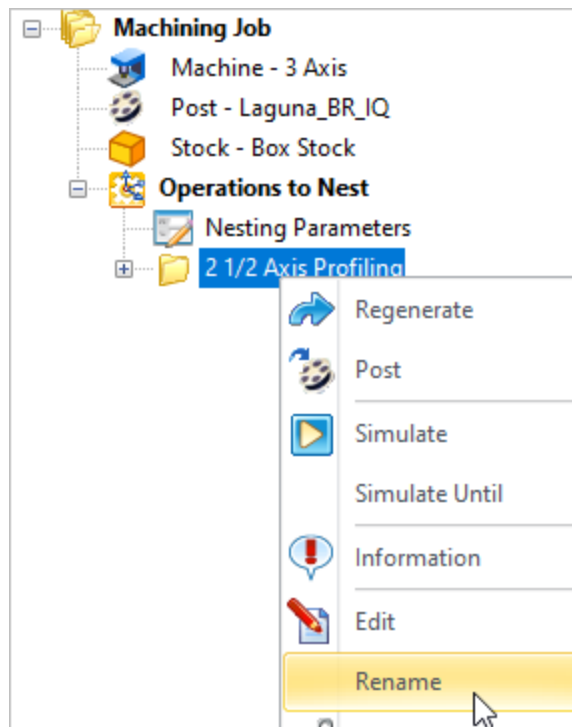 Machining Job
Machine - 3 Axis
Post - Laguna_BR_IQ
Stock - Box Stock
Operations to Nest
Nesting Parameters
2 1/2 Axis Profiling
Regenerate
Post
Simulate
Simulate Until
Information
Edit
Rename